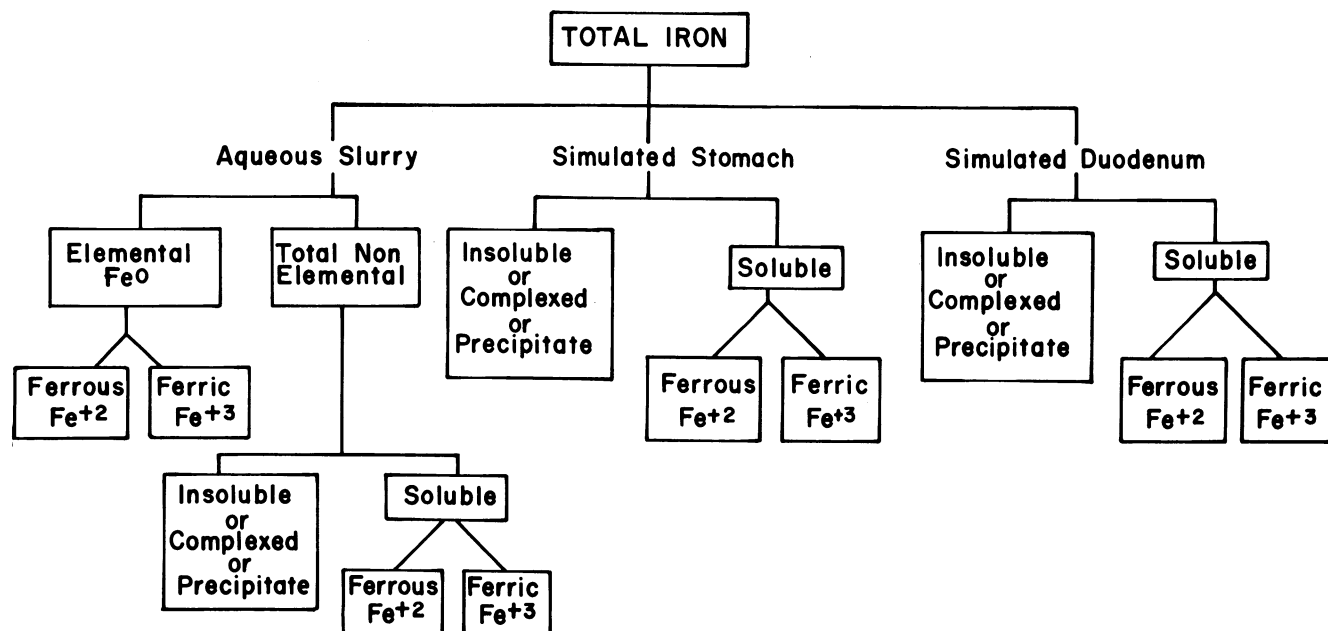 TOTAL IRON
Aqueous Slurry
Simulated Stomach
Simulated Duodenum
Elemental
Fe0
Total Non
Elemental
Insoluble
or
Complexed
or
Precipitate
Soluble
Insoluble
or
Complexed
or
Precipitate
Soluble
Ferrous
Fe+2
Ferric
Fe+3
Ferrous
Fe+2
Ferric
Fe+3
Ferrous
Fe+2
Ferric
Fe+3
Insoluble
or
Complexed
or
Precipitate
Soluble
Ferrous
Fe+2
Ferric
Fe+3